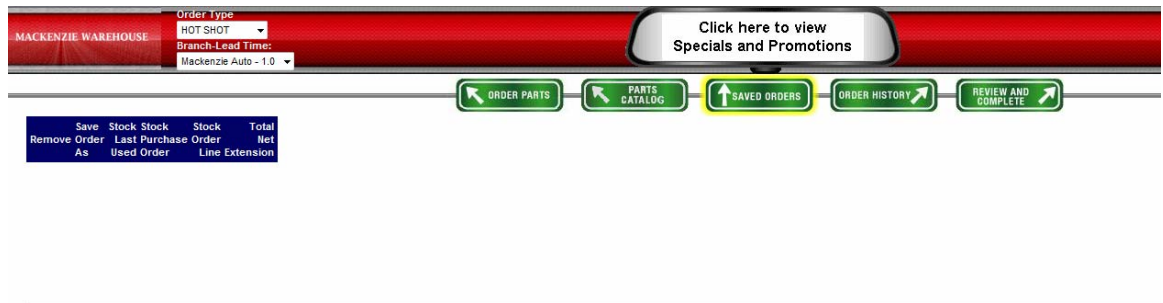 Order Type
MACKENZIE WAREHOUSE
HOT SHOT
Branch-Lead Time:
Mackenzie Auto - 1.0
Click here to view
Specials and Promotions
ORDER PARTS
PARTS
CATALOG
SAVED ORDERS
ORDER HISTORY
REVIEW AND
COMPLETE
Save Stock Stock Stock Total
Remove Order Last Purchase Order Net
As Used Order Line Extension